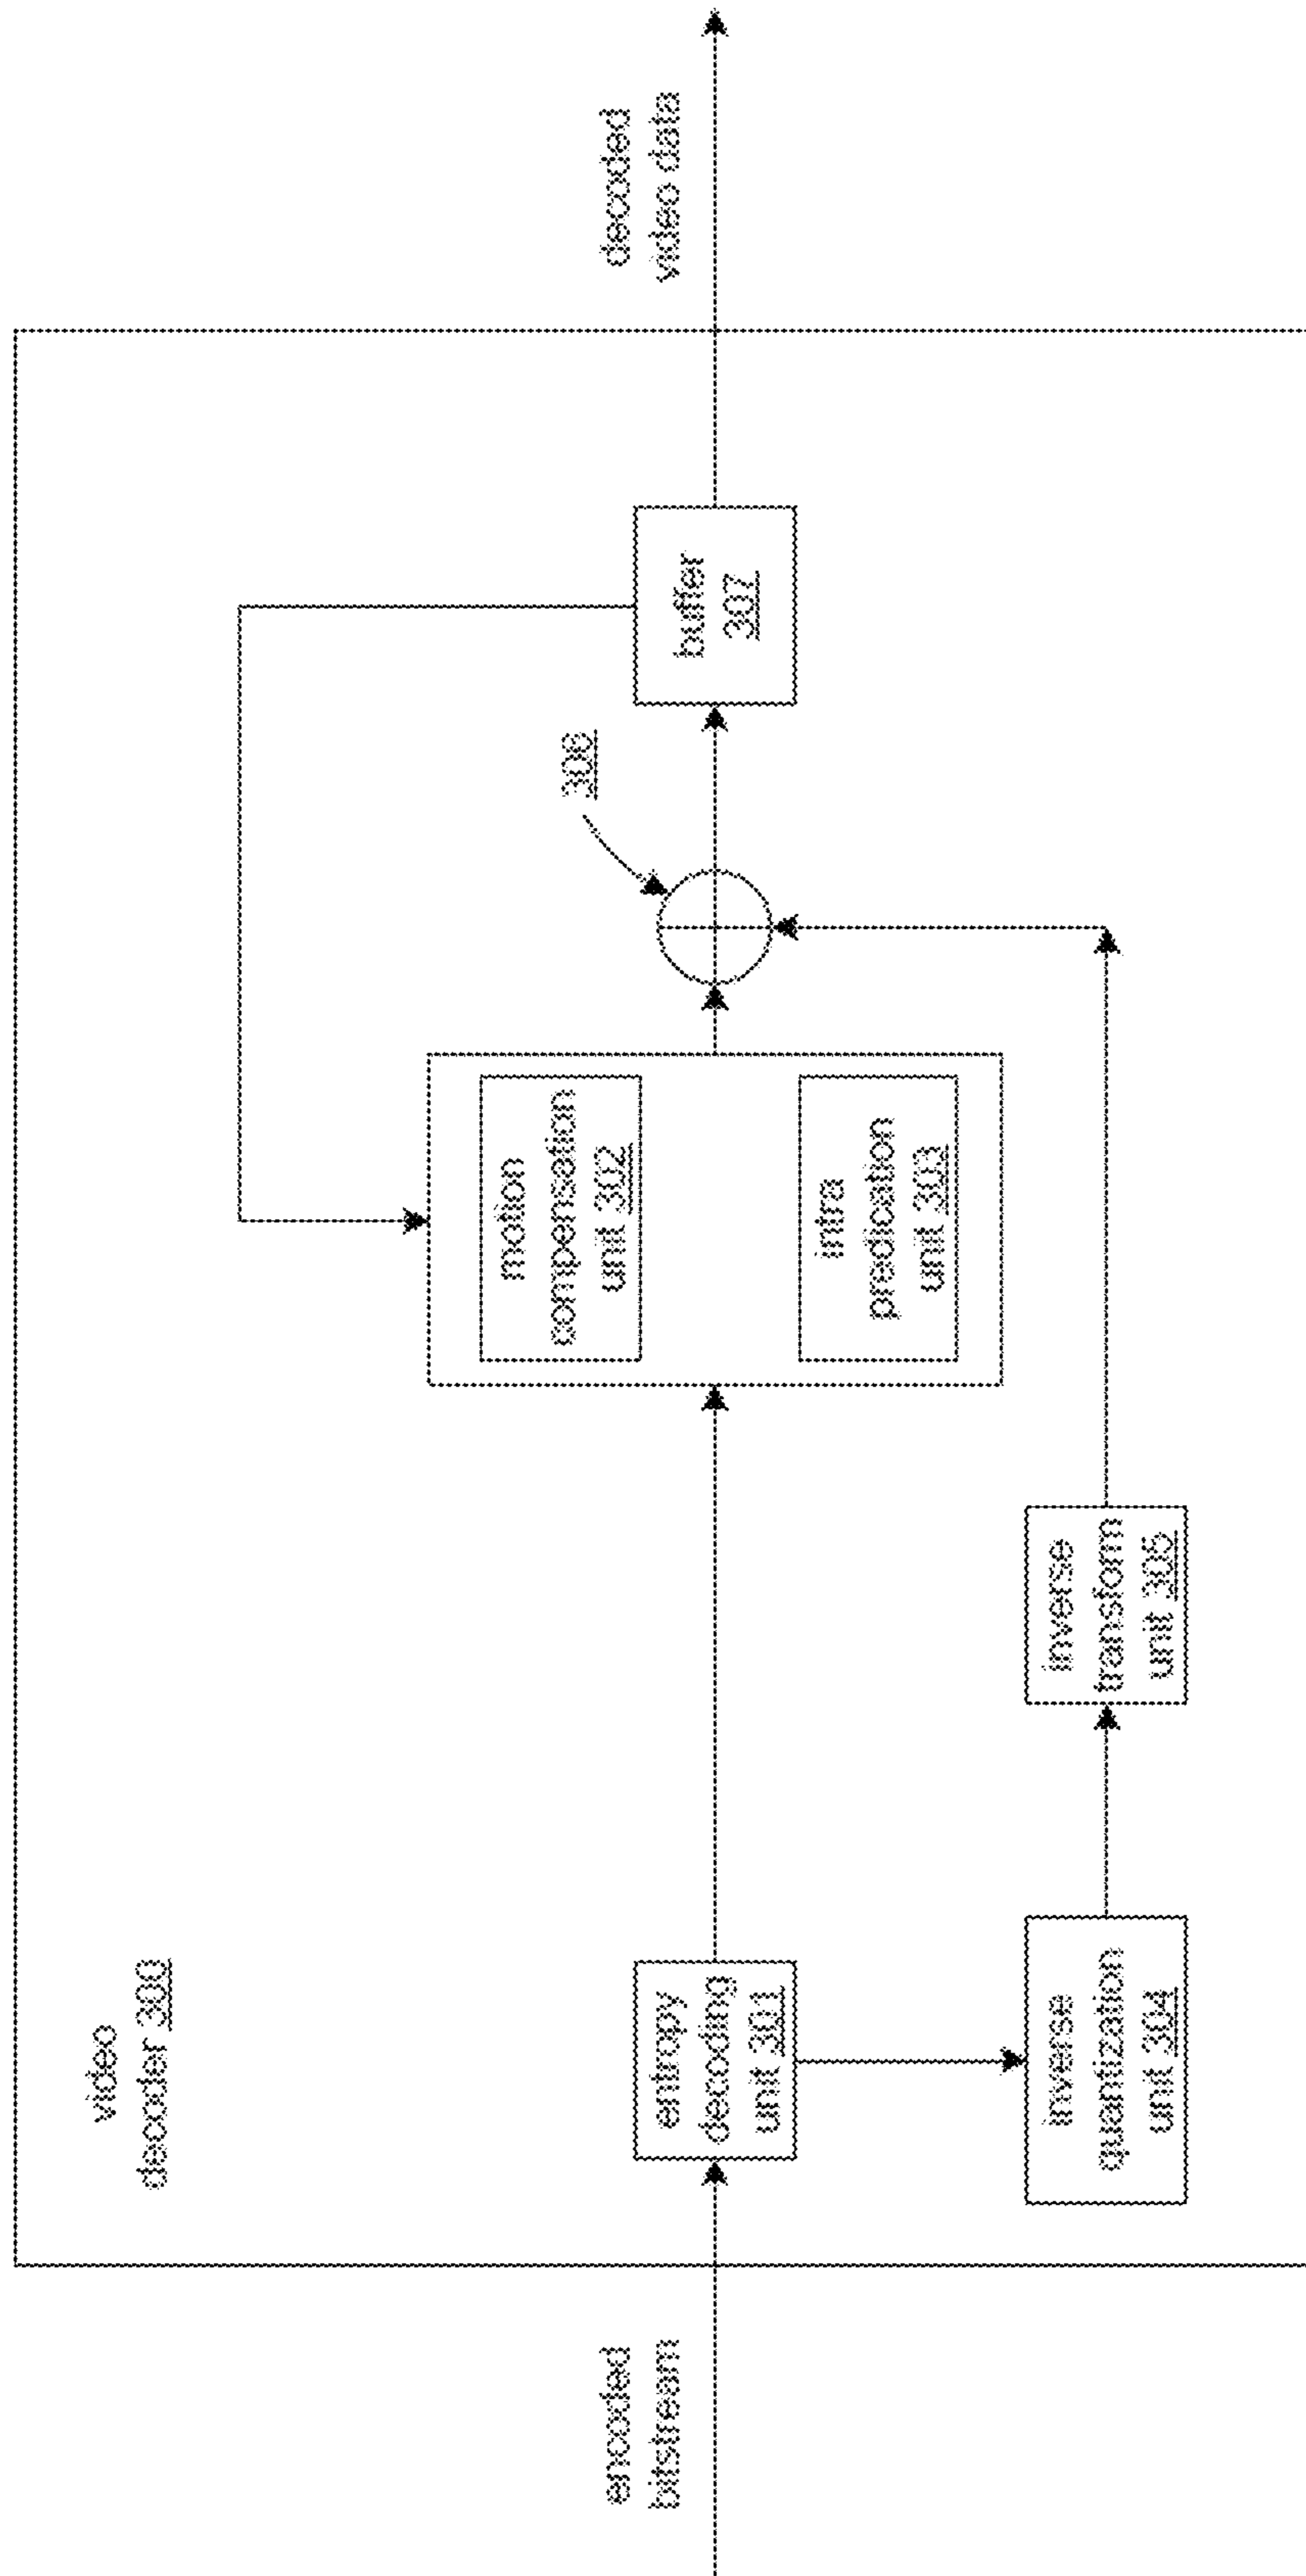 video
decoder 300
encoded
bitstream
entropy
decoding
unit 301
inverse
quantization
unit 304
inverse
transform
unit 305
motion
compensation
unit 302
intra
predication
unit 303
306
buffer
307
decoded
video data